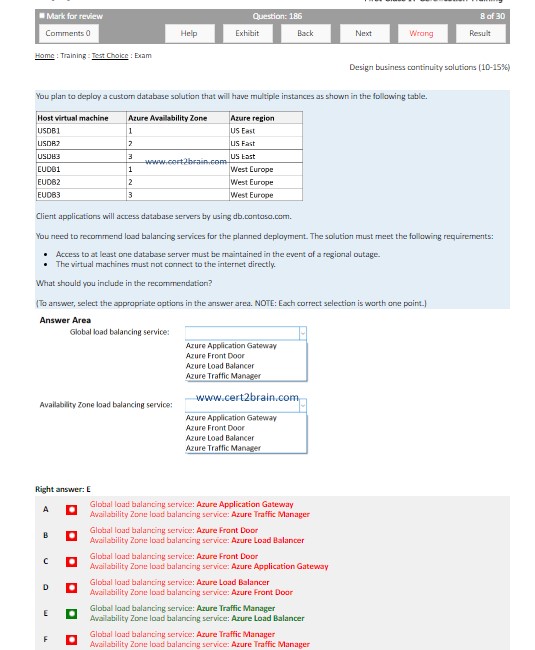 Mark for review Question: 186 8 of 30
Comments 0 Help Exhibit Back Next Wrong Result
Home : Training : Test Choice : Exam
Design business continuity solutions (10-15%)
You plan to deploy a custom database solution that will have multiple instances as shown in the following table.
Host virtual machine Azure Availability Zone Azure region
USDB1 1 US East
USDB2 2 US East
USDB3 3 US East
www.cert2brain.com
EUDB1 1 West Europe
EUDB2 2 West Europe
EUDB3 3 West Europe
Client applications will access database servers by using db.contoso.com.
You need to recommend load balancing services for the planned deployment. The solution must meet the following requirements:
• Access to at least one database server must be maintained in the event of a regional outage.
• The virtual machines must not connect to the internet directly.
What should you include in the recommendation?
(To answer, select the appropriate options in the answer area. NOTE: Each correct selection is worth one point.)
Answer Area
Global load balancing service:
Azure Application Gateway
Azure Front Door
Azure Load Balancer
Azure Traffic Manager
www.cert2brain.com
Availability Zone load balancing service:
Azure Application Gateway
Azure Front Door
Azure Load Balancer
Azure Traffic Manager
Right answer: E
A Global load balancing service: Azure Application Gateway
Availability Zone load balancing service: Azure Traffic Manager
B Global load balancing service: Azure Front Door
Availability Zone load balancing service: Azure Load Balancer
C Global load balancing service: Azure Front Door
Availability Zone load balancing service: Azure Application Gateway
D Global load balancing service: Azure Load Balancer
Availability Zone load balancing service: Azure Front Door
E Global load balancing service: Azure Traffic Manager
Availability Zone load balancing service: Azure Load Balancer
F Global load balancing service: Azure Traffic Manager
Availability Zone load balancing service: Azure Traffic Manager